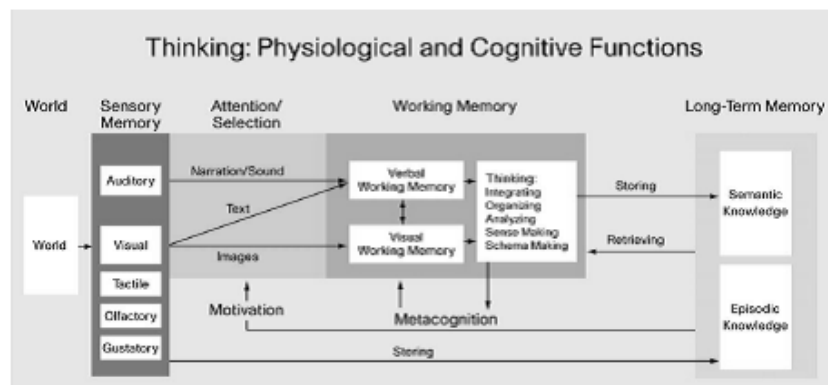 Thinking: Physiological and Cognitive Functions
World
Sensory
Memory
Attention/
Selection
Working Memory
Long-Term Memory
World
Auditory
Visual
Tactile
Olfactory
Gustatory
Narration/Sound
Text
Images
Verbal
Working Memory
Visual
Working Memory
Thinking:
Integrating
Organizing
Analyzing
Sense Making
Schema Making
Storing
Retrieving
Semantic
Knowledge
Episodic
Knowledge
Motivation
Metacognition
Storing